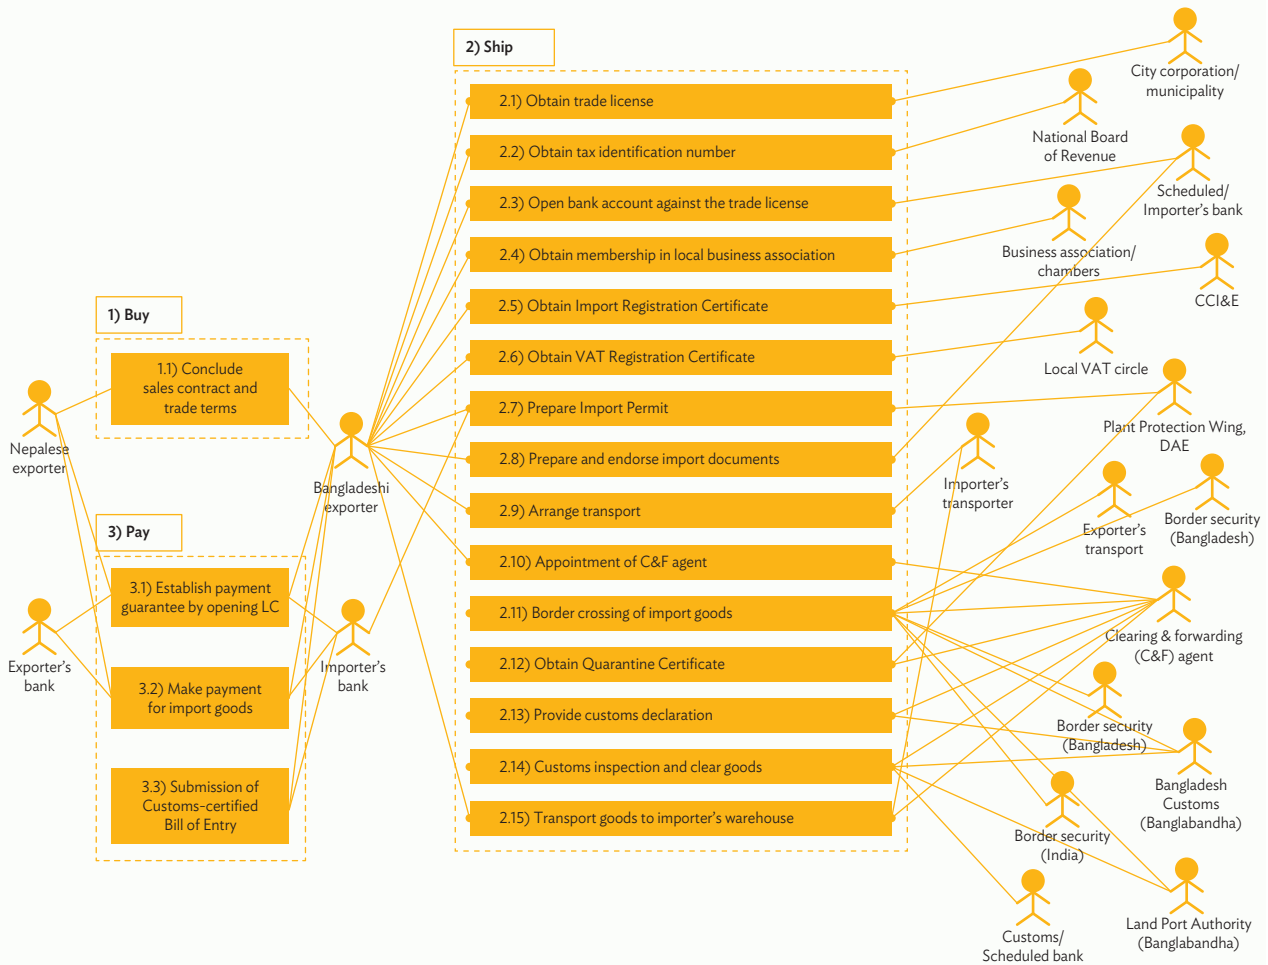 2) Ship
2.1) Obtain trade license
2.2) Obtain tax identification number
2.3) Open bank account against the trade license
2.4) Obtain membership in local business association
2.5) Obtain Import Registration Certificate
2.6) Obtain VAT Registration Certificate
2.7) Prepare Import Permit
2.8) Prepare and endorse import documents
2.9) Arrange transport
2.10) Appointment of C&F agent
2.11) Border crossing of import goods
2.12) Obtain Quarantine Certificate
2.13) Provide customs declaration
2.14) Customs inspection and clear goods
2.15) Transport goods to importer's warehouse
1) Buy
1.1) Conclude
sales contract and
trade terms
Nepalese
exporter
Bangladeshi
exporter
3) Pay
3.1) Establish payment
guarantee by opening LC
3.2) Make payment
for import goods
3.3) Submission of
Customs-certified
Bill of Entry
Exporter's
bank
Importer's
bank
City corporation/
municipality
National Board
of Revenue
Scheduled/
Importer's bank
Business association/
chambers
CCI&E
Local VAT circle
Plant Protection Wing,
DAE
Importer's
transporter
Exporter's
transport
Border security
(Bangladesh)
Clearing & forwarding
(C&F) agent
Border security
(Bangladesh)
Bangladesh
Customs
(Banglabandha)
Border security
(India)
Land Port Authority
(Banglabandha)
Customs/
Scheduled bank